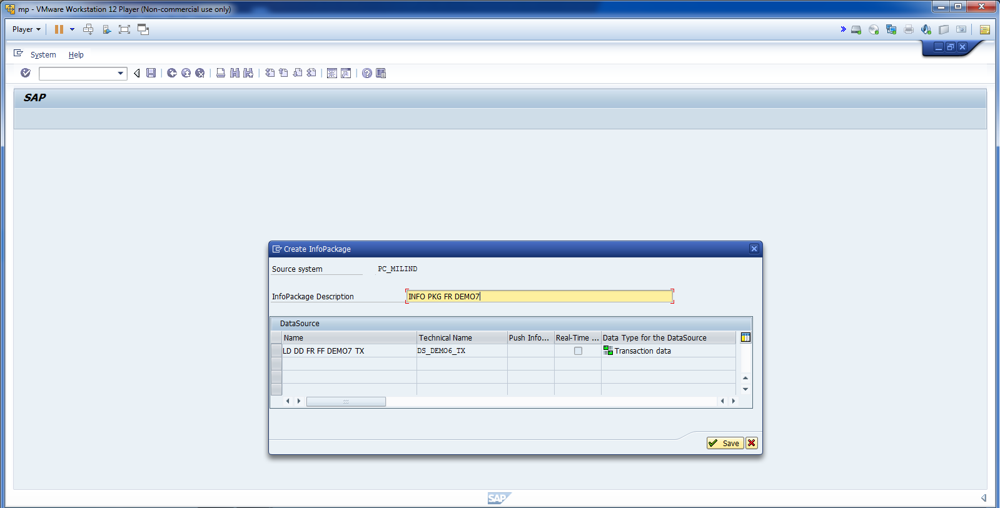 mp - VMware Workstation 12 Player (Non-commercial use only)
Player
System Help
SAP
Create InfoPackage
Source system PC_MILIND
InfoPackage Description INFO PKG FR DEMO7
DataSource
Name Technical Name Push Info... Real-Time ... Data Type for the DataSource
LD DD FR FF DEMO7 TX DS_DEMO6_TX Transaction data
Save
SAP